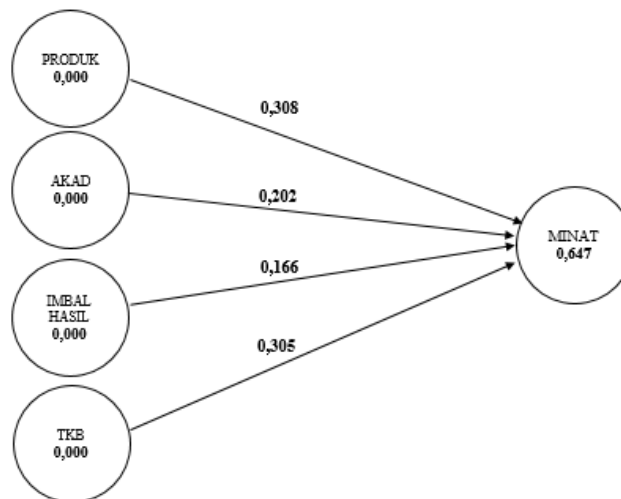 PRODUK
0,000
0,308
AKAD
0,000
0,202
MINAT
0,647
IMBAL
HASIL
0,000
0,166
0,305
TKB
0,000